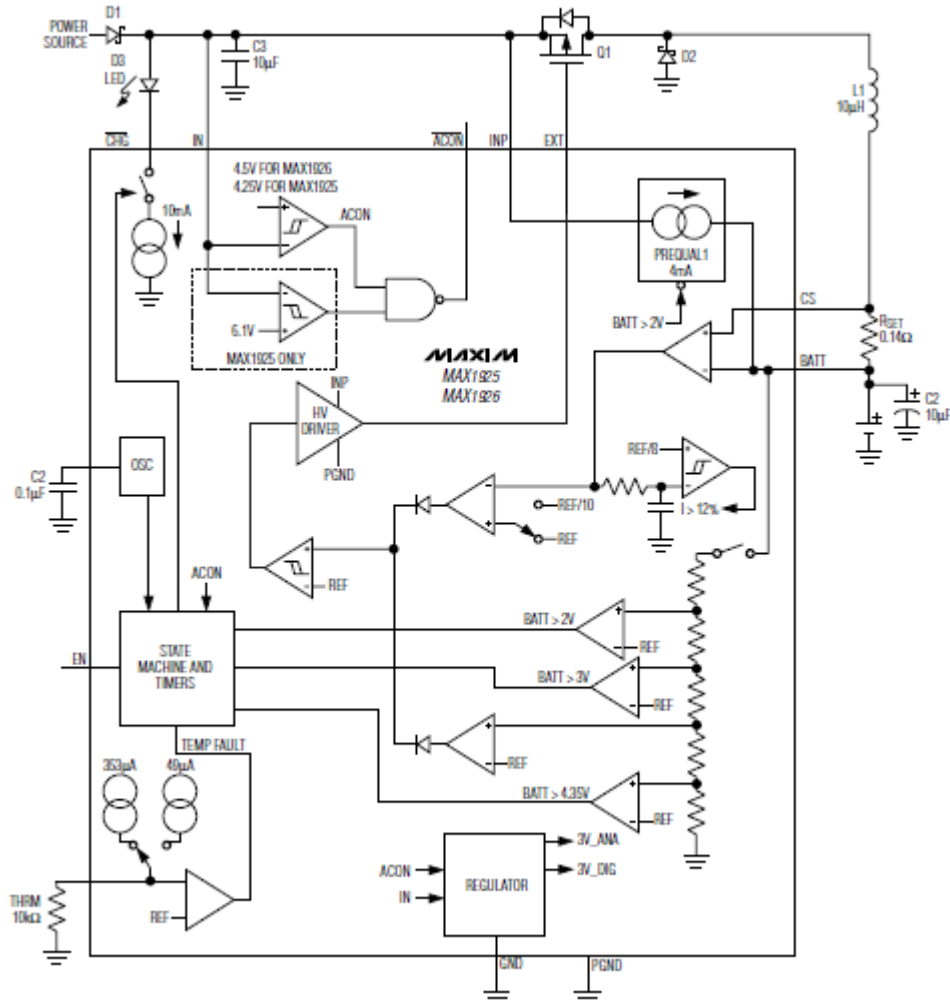 POWER
SOURCE
D1
D3
LED
C3
10µF
Q1
D2
L1
10µH
CHG
IN
ACON
INP
EXT
4.5V FOR MAX1926
4.25V FOR MAX1925
ACON
10mA
PREQUAL1
4mA
CS
BATT > 2V
6.1V
MAX1925 ONLY
MAXIM
MAX1925
MAX1926
RSET
0.14Ω
BATT
C2
10µF
INP
HV
DRIVER
PGND
OSC
C2
0.1µF
REF/8
REF/10
I > 12%
REF
REF
ACON
BATT > 2V
REF
EN
STATE
MACHINE AND
TIMERS
BATT > 3V
REF
TEMP FAULT
REF
353µA
49µA
BATT > 4.35V
REF
3V_ANA
ACON
REGULATOR
3V_DIG
IN
THRM
10kΩ
REF
GND
PGND